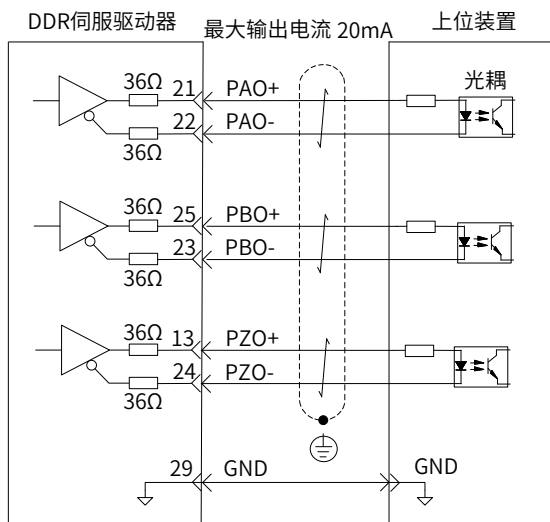 DDR伺服驱动器
最大输出电流 20mA
上位装置
36Ω
21
PAO+
光耦
22
PAO-
36Ω
36Ω
25
PBO+
23
PBO-
36Ω
36Ω
13
PZO+
24
PZO-
36Ω
29
GND
GND